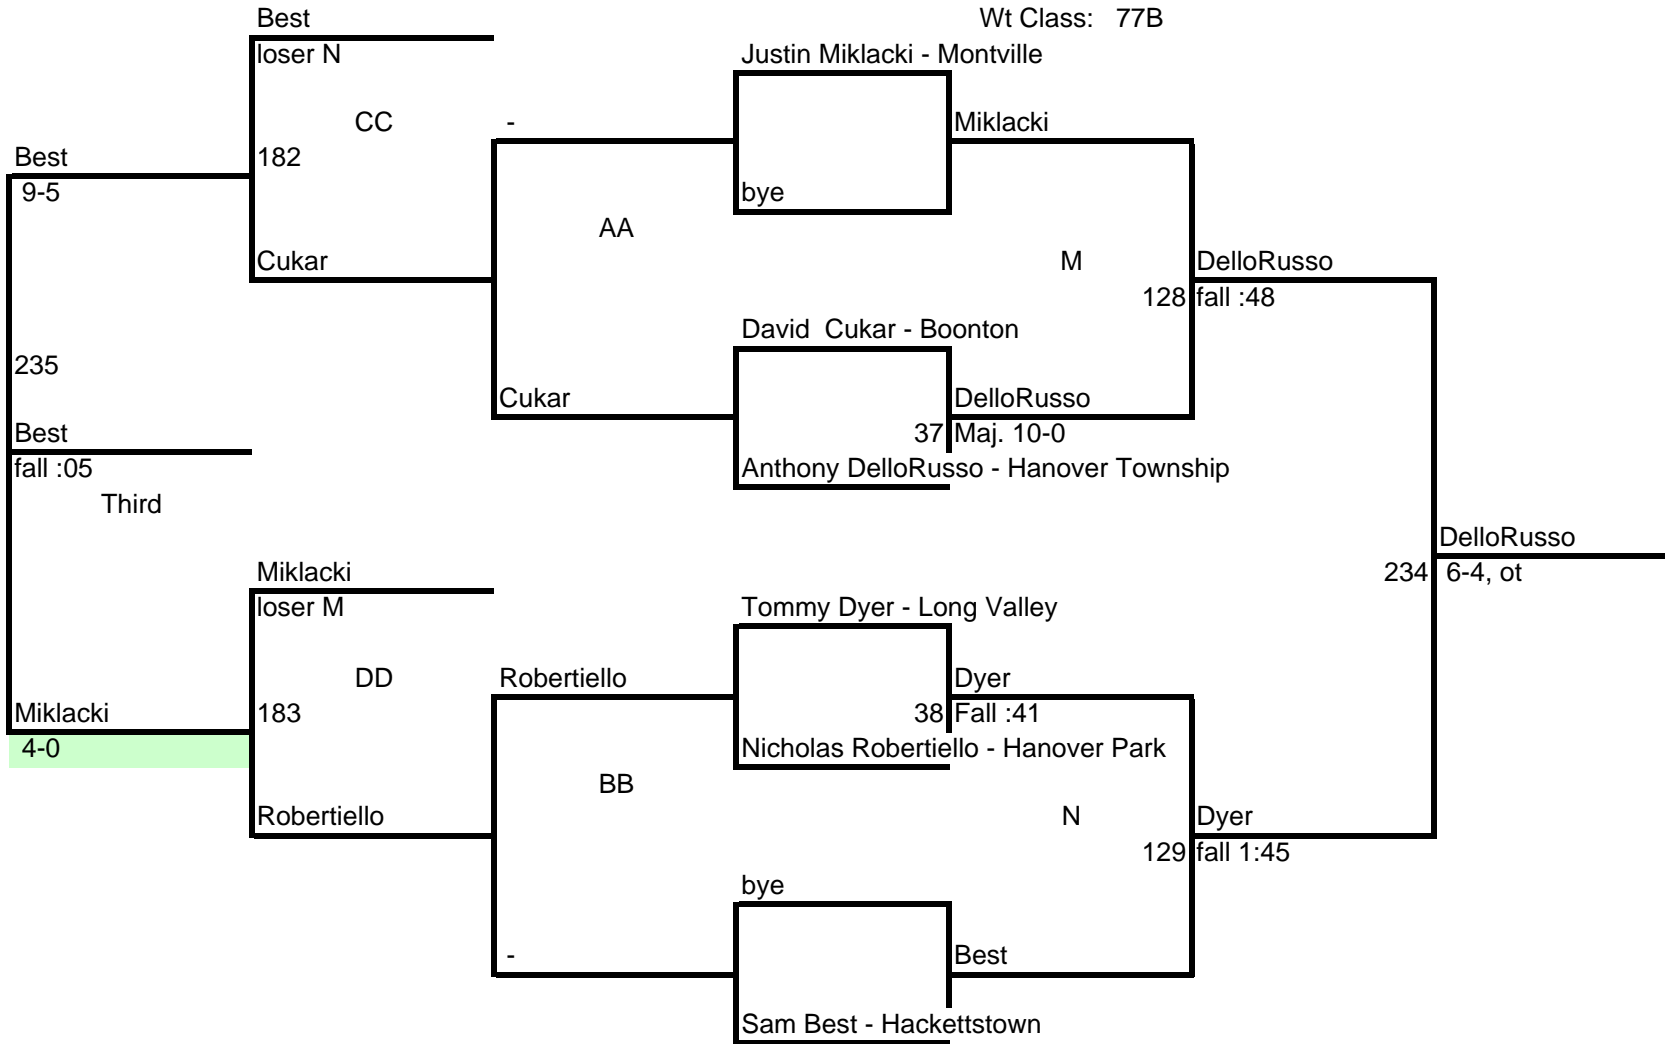 Best
Wt Class: 77B
loser N
Justin Miklacki - Montville
CC
-
Miklacki
Best
182
9-5
bye
AA
Cukar
M
DelloRusso
128
fall :48
David  Cukar - Boonton
235
Cukar
DelloRusso
Best
37
Maj. 10-0
fall :05
Anthony DelloRusso - Hanover Township
Third
DelloRusso
Miklacki
234
6-4, ot
loser M
Tommy Dyer - Long Valley
DD
Robertiello
Dyer
Miklacki
183
38
Fall :41
4-0
Nicholas Robertiello - Hanover Park
BB
Robertiello
N
Dyer
129
fall 1:45
bye
-
Best
Sam Best - Hackettstown